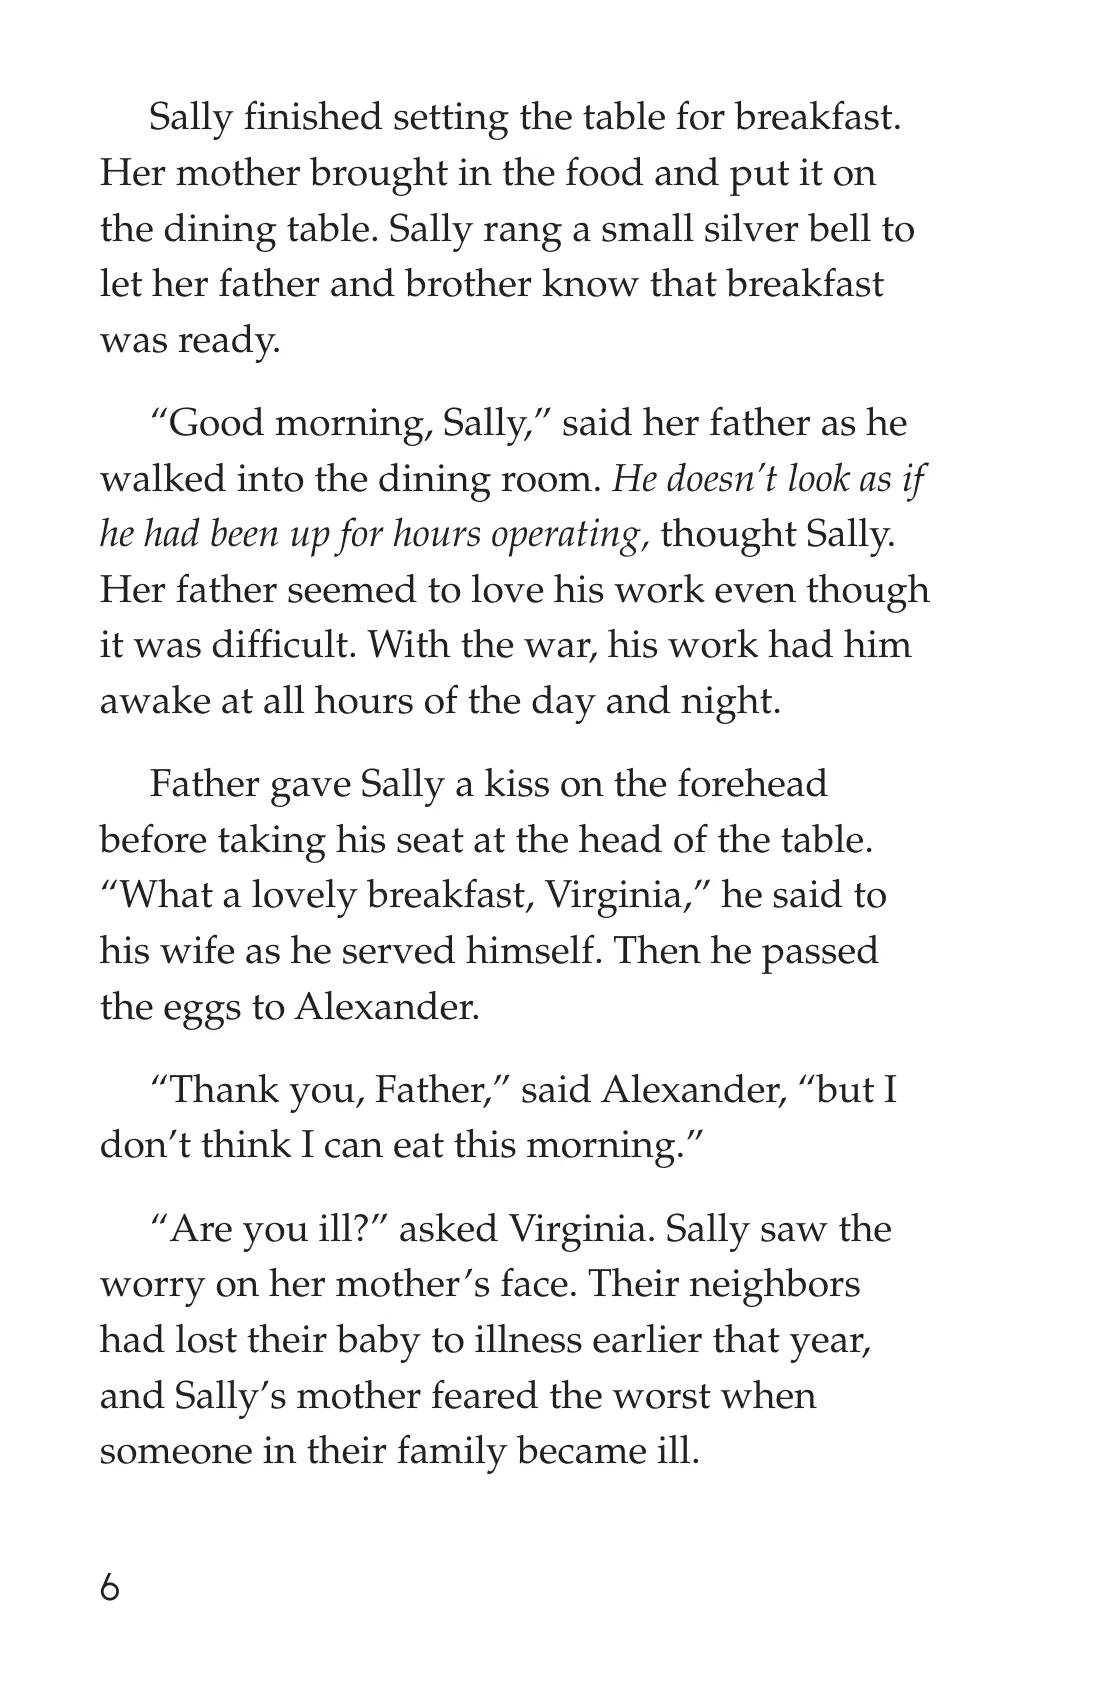 Sally finished setting the table for breakfast.
Her mother brought in the food and put it on
the dining table. Sally rang a small silver bell to
let her father and brother know that breakfast
was ready.
“Good morning, Sally,” said her father as he
walked into the dining room. He doesn’t look as if
he had been up for hours operating, thought Sally.
Her father seemed to love his work even though
it was difficult. With the war, his work had him
awake at all hours of the day and night.
Father gave Sally a kiss on the forehead
before taking his seat at the head of the table.
“What a lovely breakfast, Virginia,” he said to
his wife as he served himself. Then he passed
the eggs to Alexander.
“Thank you, Father,” said Alexander, “but I
don’t think I can eat this morning.”
“Are you ill?” asked Virginia. Sally saw the
worry on her mother’s face. Their neighbors
had lost their baby to illness earlier that year,
and Sally’s mother feared the worst when
someone in their family became ill.
6